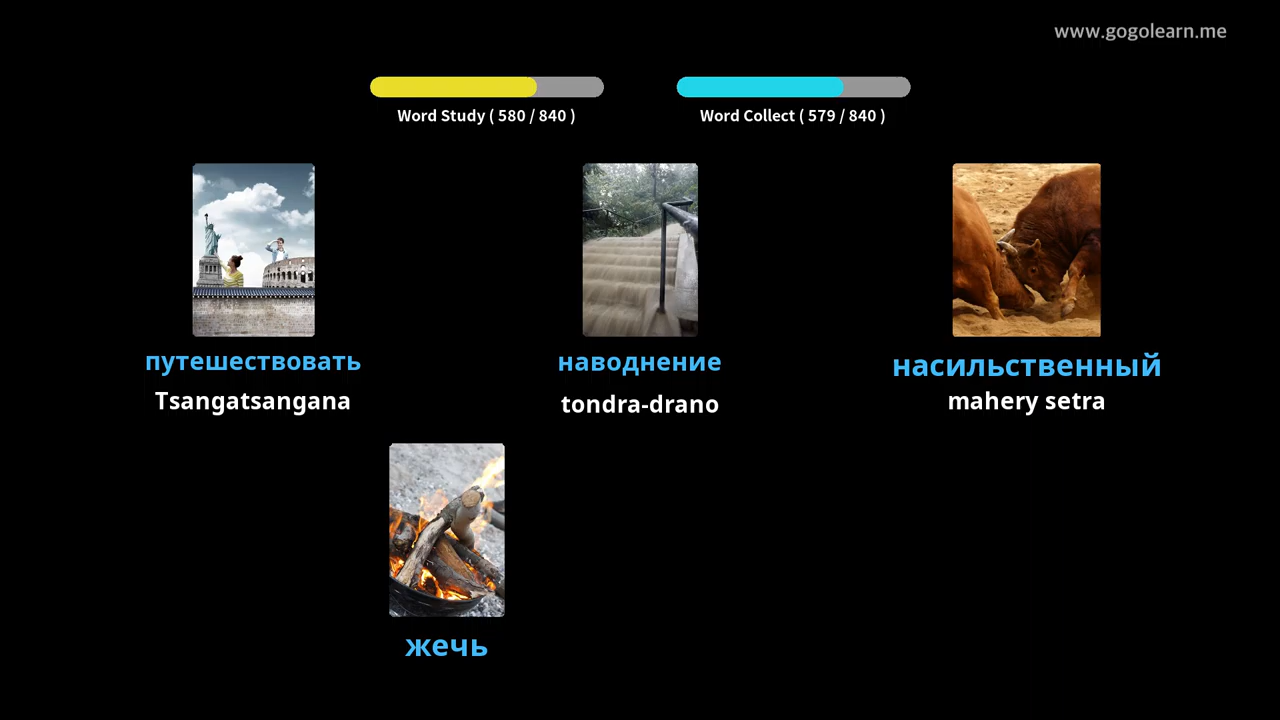 www.gogolearn.me
Word Study ( 580 / 840 )
Word Collect ( 579 / 840 )
путешествовать
наводнение
насильственный
Tsangatsangana
tondra-drano
mahery setra
жечь